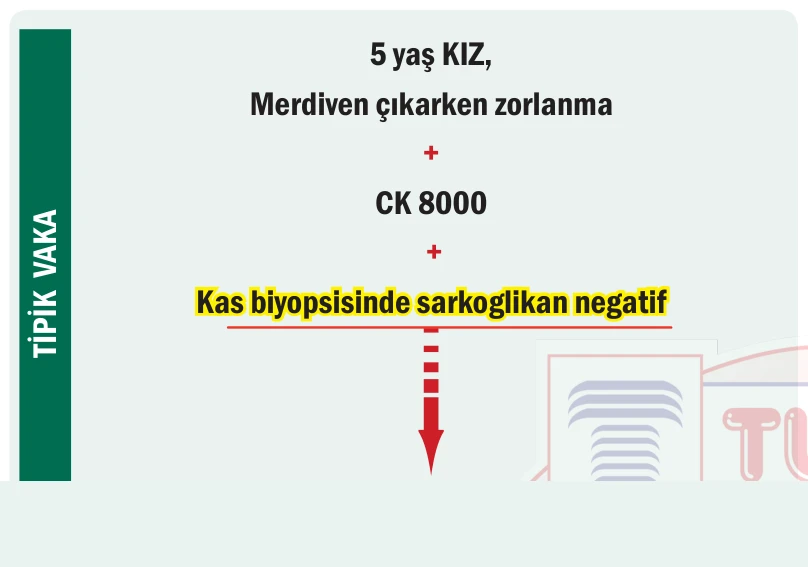 TİPİK VAKA
5 yaş KIZ,
Merdiven çıkarken zorlanma
+
CK 8000
+
Kas biyopsisinde sarkoglikan negatif